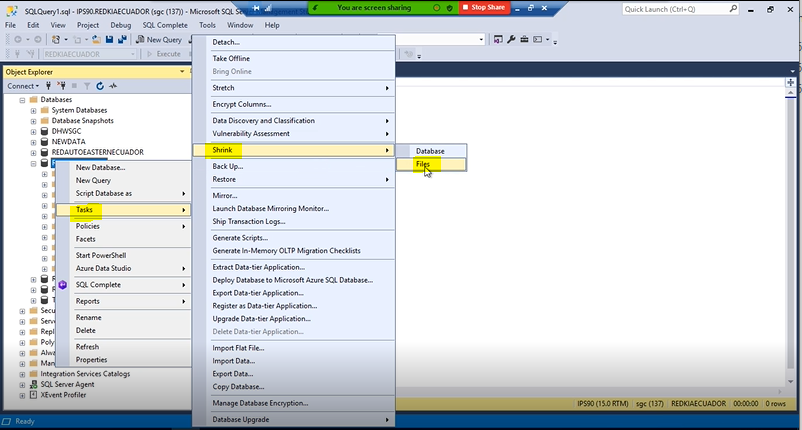 SQLQuery1.sql - IPS90.REDKIAECUADOR (sgc (137)) - Microsoft SQL Ser
You are screen sharing
Stop Share
Quick Launch (Ctrl+Q)
File
Edit
View
Project
Debug
SQL Complete
Tools
Window
Help
New Query
REDKIAECUADOR
Execute
Object Explorer
Connect
Databases
System Databases
Database Snapshots
DHWSGC
NEWDATA
REDAUTOEASTERNECUADOR
Integration Services Catalogs
SQL Server Agent
XEvent Profiler
New Database...
New Query
Script Database as
Tasks
Policies
Facets
Start PowerShell
Azure Data Studio
SQL Complete
Reports
Rename
Delete
Refresh
Properties
Detach...
Take Offline
Bring Online
Stretch
Encrypt Columns...
Data Discovery and Classification
Vulnerability Assessment
Shrink
Back Up...
Restore
Mirror...
Launch Database Mirroring Monitor...
Ship Transaction Logs...
Generate Scripts...
Generate In-Memory OLTP Migration Checklists
Extract Data-tier Application...
Deploy Database to Microsoft Azure SQL Database...
Export Data-tier Application...
Register as Data-tier Application...
Upgrade Data-tier Application...
Delete Data-tier Application...
Import Flat File...
Import Data...
Export Data...
Copy Database...
Manage Database Encryption...
Database Upgrade
Database
Files
IPS90 (15.0 RTM)
sgc (137)
REDKIAECUADOR
00:00:00
0 rows
Ready